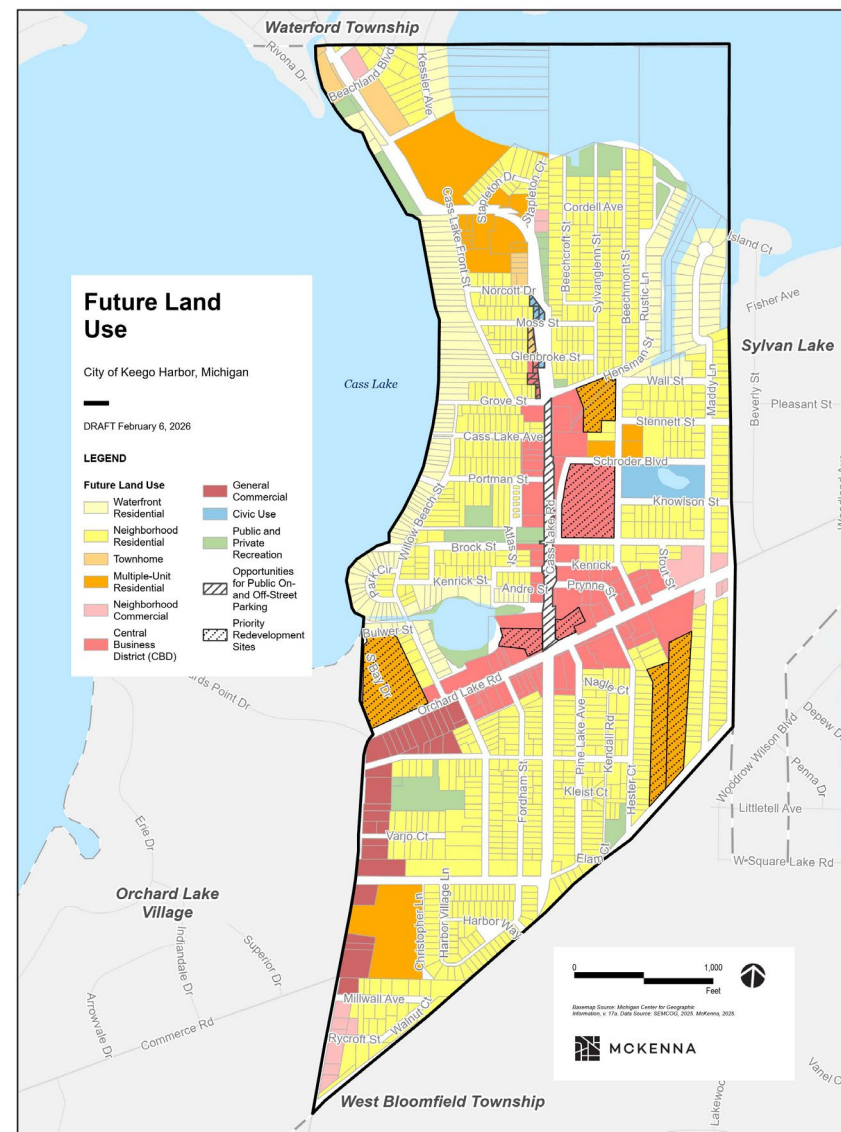 Waterford Township
Rivona Dr
Beachland Blvd
Kessler Ave
Stapleton Dr
Stapleton Ct
Cass Lake Front St
Cordell Ave
Beechcroft St
Sylvanglenn St
Beechmont St
Rustic Ln
Island Ct
Fisher Ave
Norcott Dr
Moss St
Glenbroke St
Hensman St
Sylvan Lake
Future Land
Use
City of Keego Harbor, Michigan
DRAFT February 6, 2026
LEGEND
Future Land Use
Waterfront
Residential
Neighborhood
Residential
Townhome
Multiple-Unit
Residential
Neighborhood
Commercial
Central
Business
District (CBD)
General
Commercial
Civic Use
Public and
Private
Recreation
Opportunities
for Public On-
and Off-Street
Parking
Priority
Redevelopment
Sites
Cass Lake
Grove St
Wall St
Maddy Ln
Beverly St
Pleasant St
Stennett St
Cass Lake Ave
Schroder Blvd
Portman St
Knowlson St
Willow Beach St
Atlas St
Cass Lake Rd
Brock St
Park Cir
Kenrick St
Kenrick
Stout St
Andre St
Prynne St
Bulwer St
S Bay Dr
Orchard Lake Rd
Nagle Ct
Pine Lake Ave
Kendall Rd
Fordham St
Kleist Ct
Hester Ct
Woodrow Wilson Blvd
Depew D
Penna Dr
Littletell Ave
W Square Lake Rd
ards Point Dr
Erie Dr
Varjo Ct
Elam Ct
Orchard Lake
Village
Indiandale Dr
Superior Dr
Arrowvale Dr
Commerce Rd
Christopher Ln
Harbor Village Ln
Harbor Way
Millwall Ave
Walnut Ct
Rycroft St
0
1,000
Feet
Basemap Source: Michigan Center for Geographic
Information, v. 17a. Data Source: SEMCOG, 2025. McKenna, 2025.
MCKENNA
West Bloomfield Township
Lakewoo
Vanel C